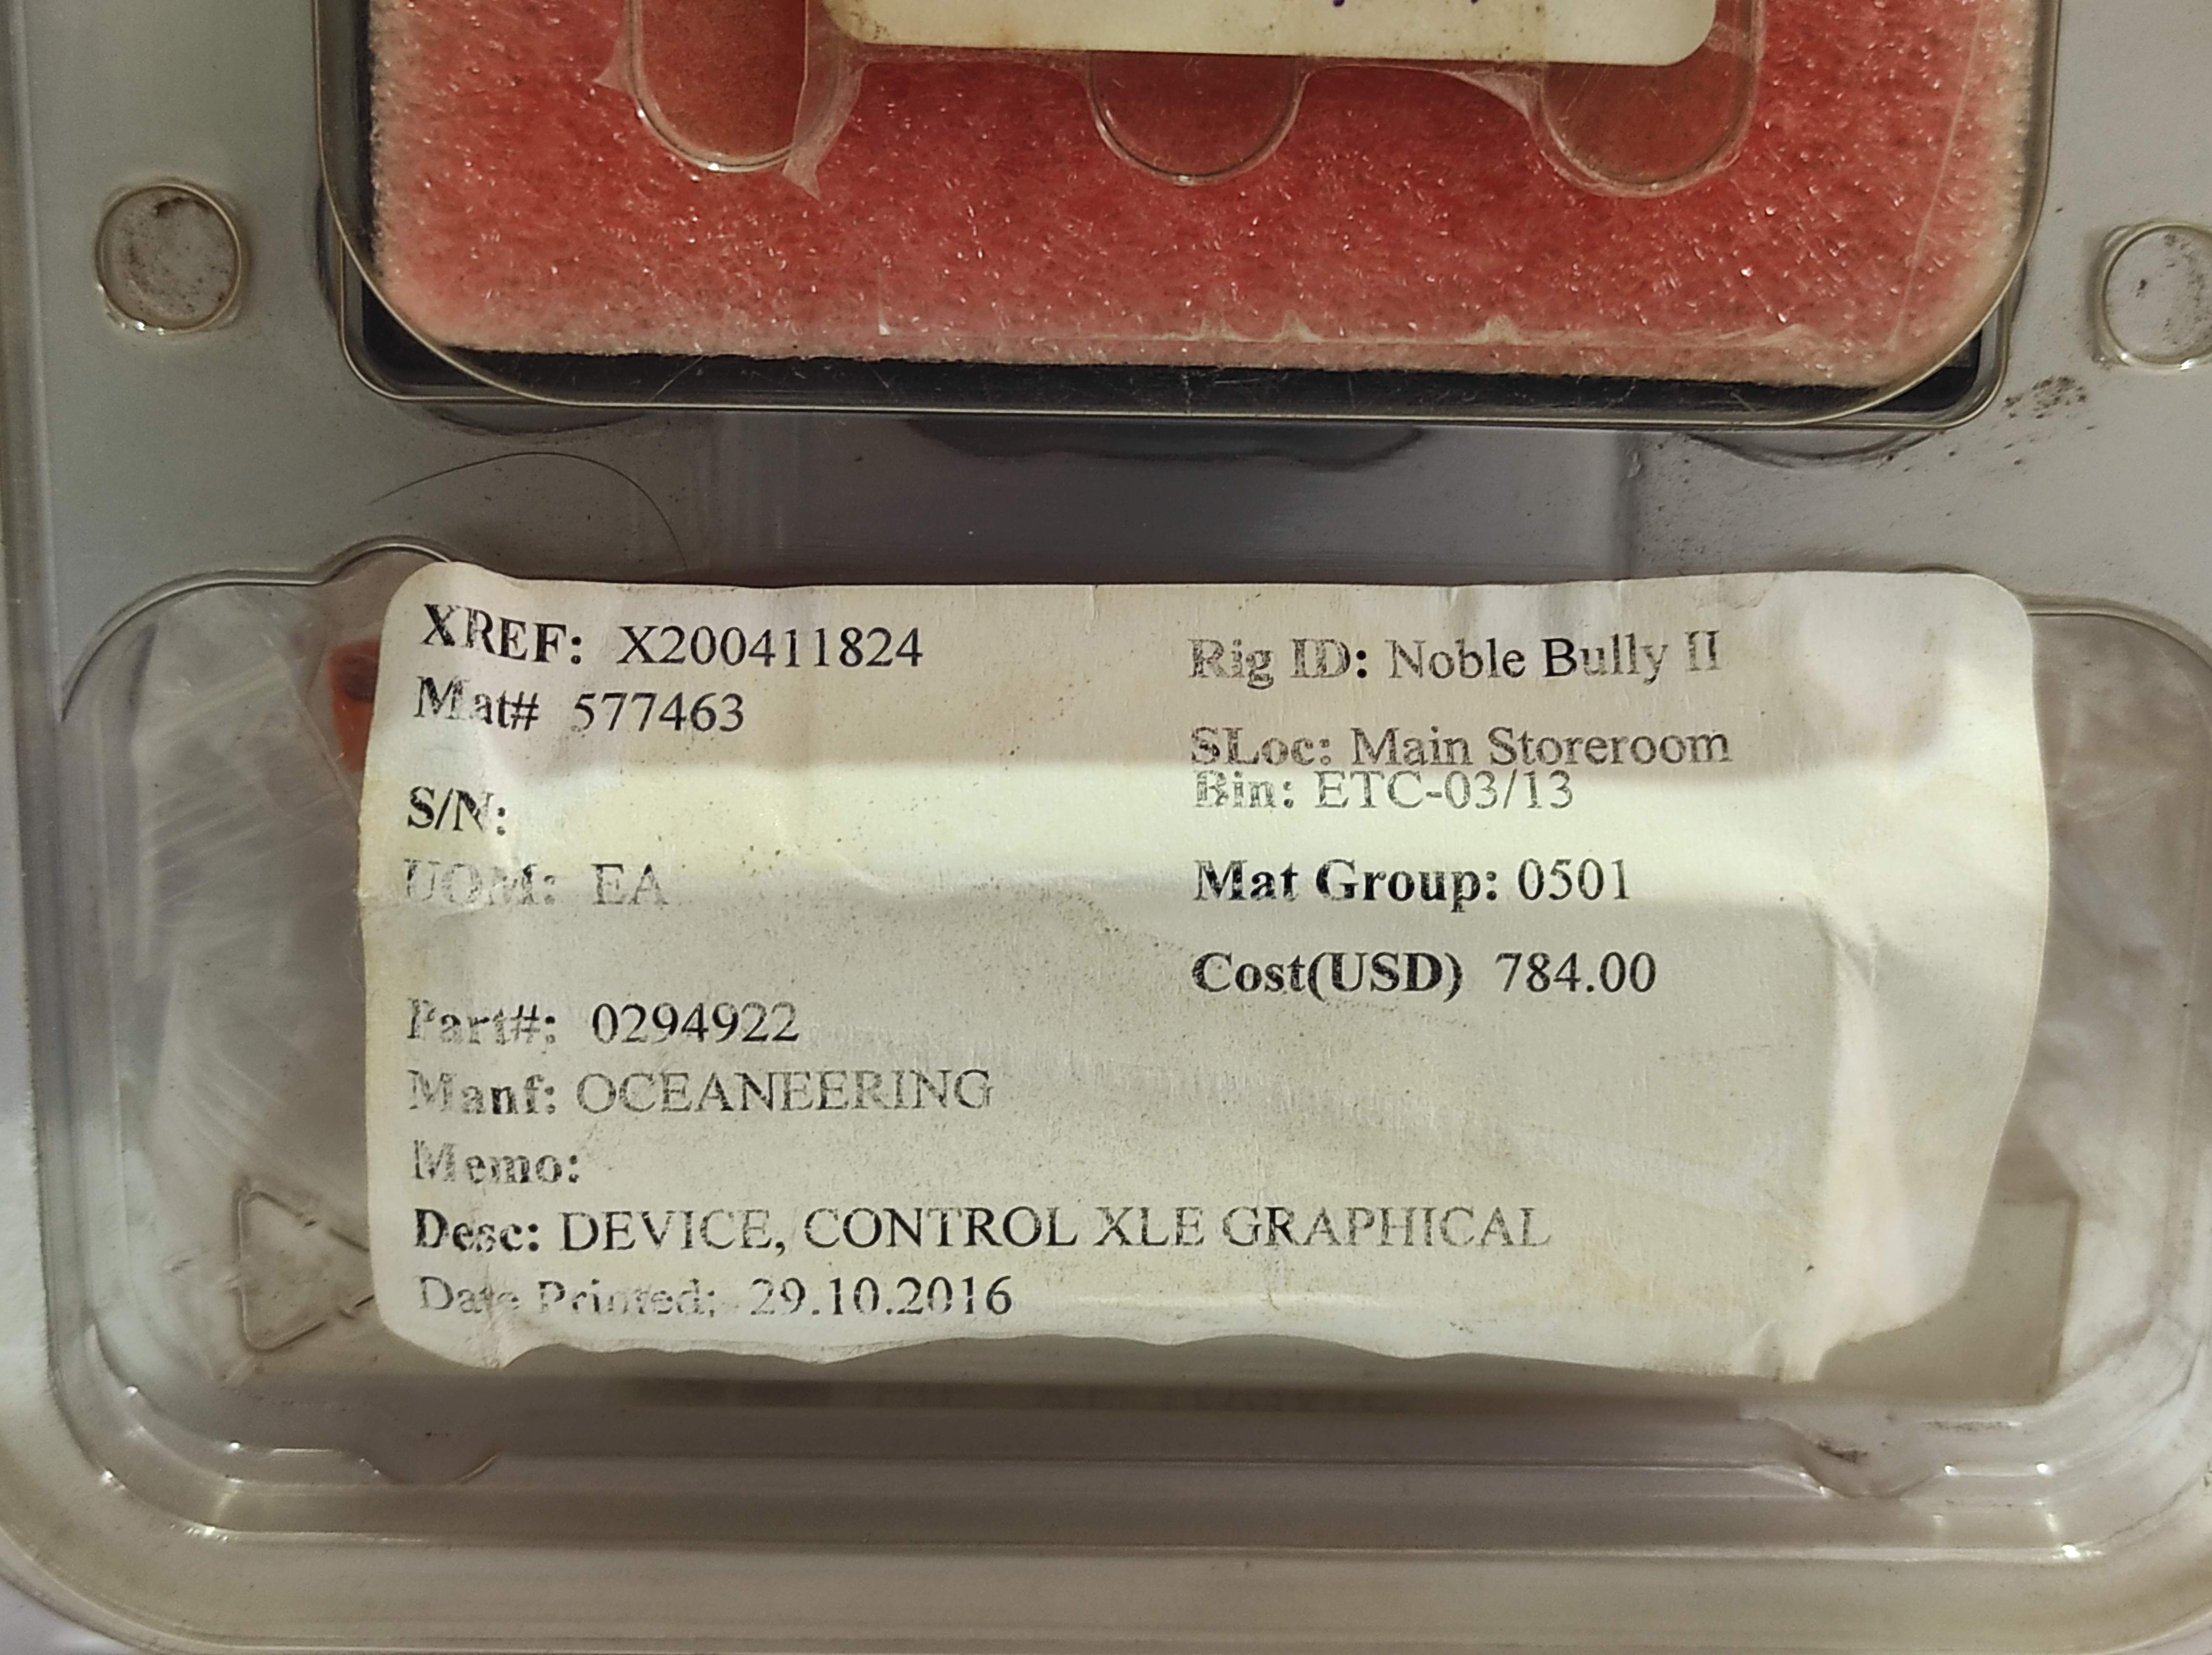 XREF: X200411824
Mat# 577463
S/N:
UOM: EA
Part#: 0294922
Manf: OCEANEERING
Memo:
Desc: DEVICE, CONTROL XLE GRAPHICAL
Date Printed: 29.10.2016
Rig ID: Noble Bully II
SLoc: Main Storeroom
Bin: ETC-03/13
Mat Group: 0501
Cost(USD) 784.00